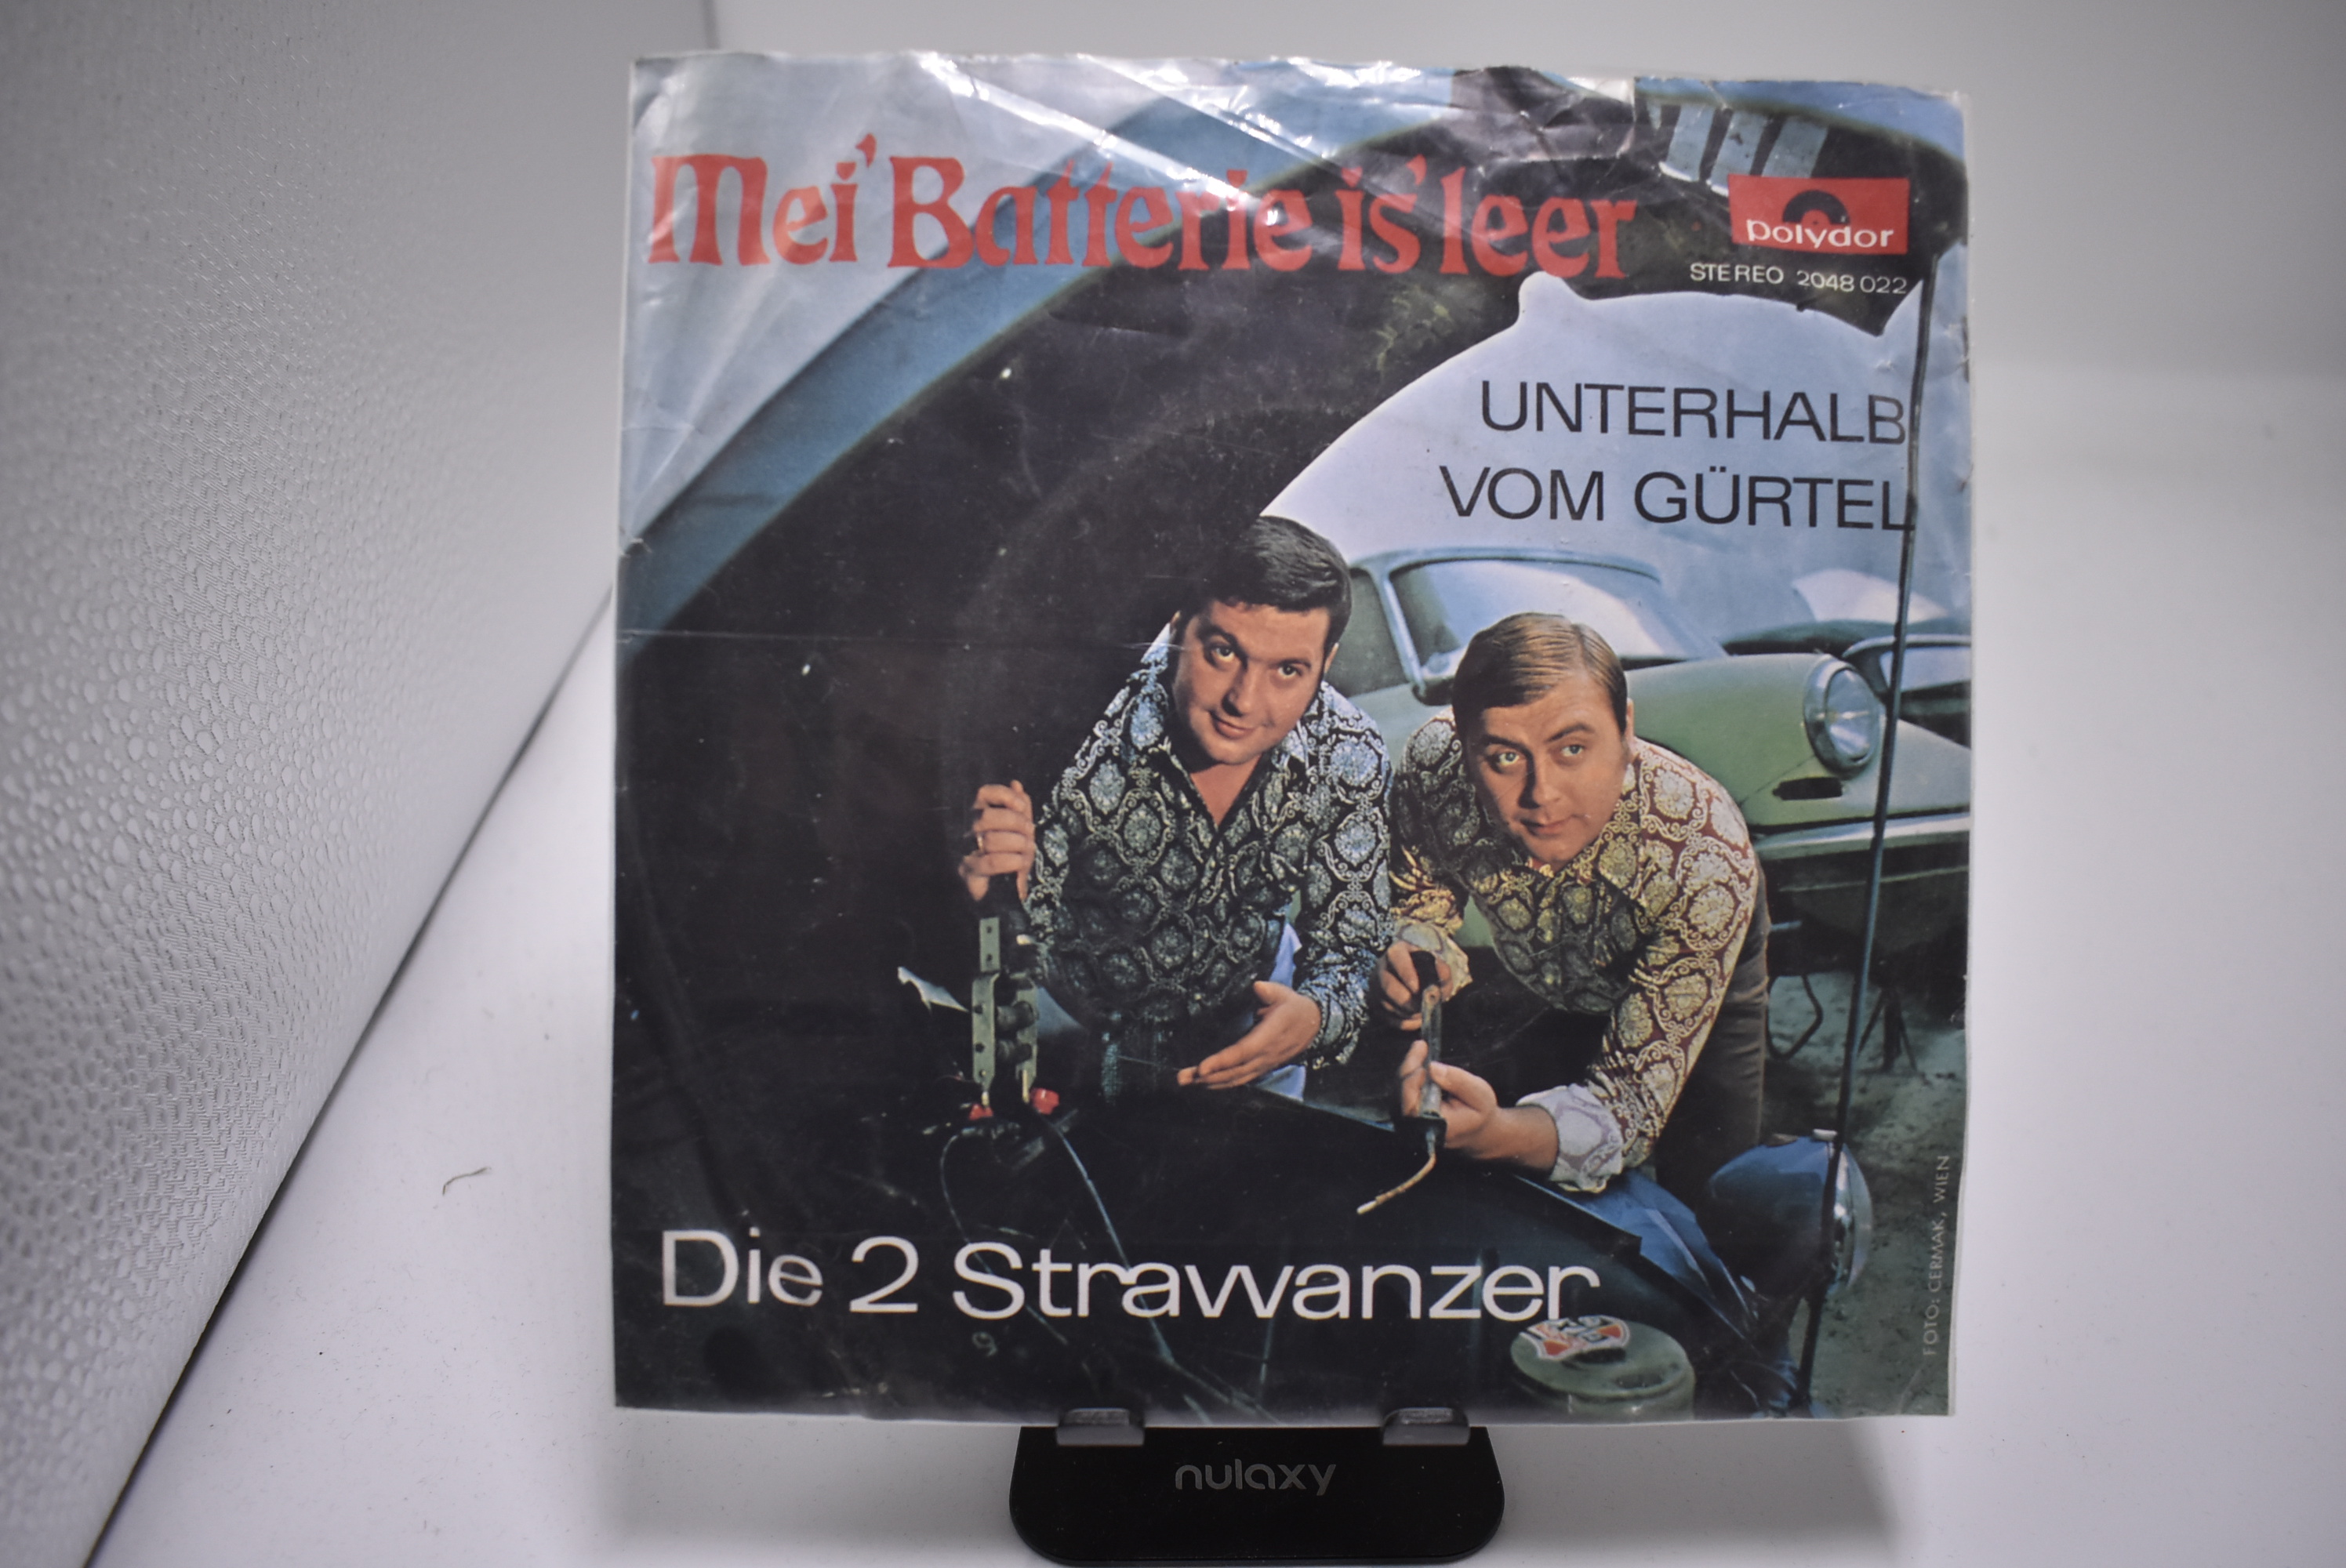 Mei' Batterie is' leer
polydor
STEREO 2048 022
UNTERHALB
VOM GÜRTEL
Die 2 Strawanzer
FOTO: CERMAK, WIEN
nulaxy